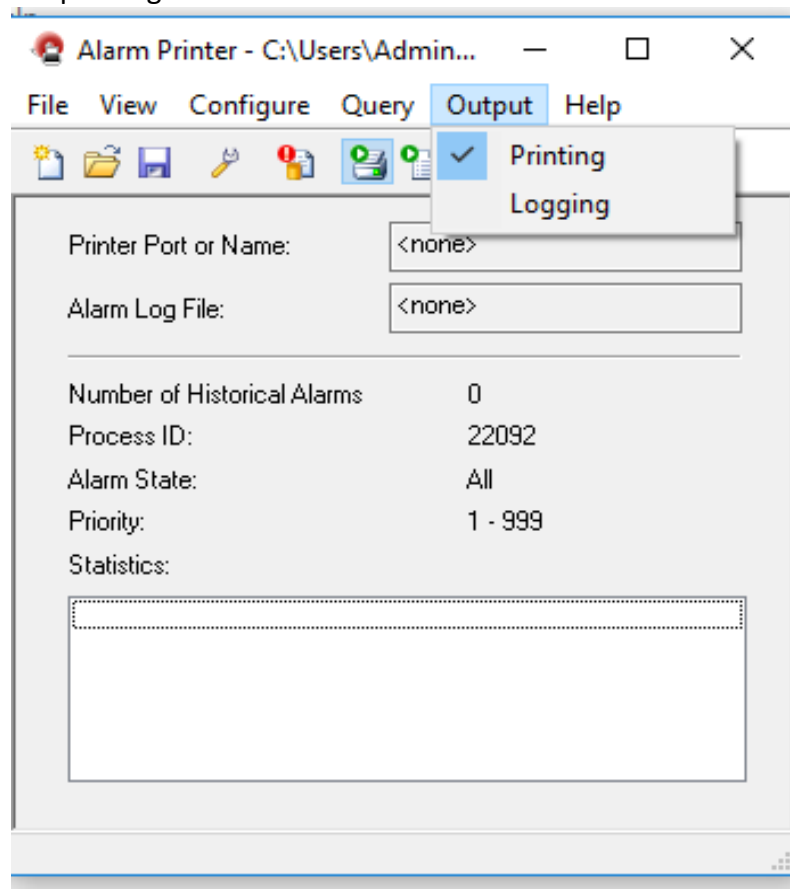 Alarm Printer - C:\Users\Admin...
File View Configure Query Output Help
Printing
Logging
Printer Port or Name: <none>
Alarm Log File: <none>
Number of Historical Alarms 0
Process ID: 22092
Alarm State: All
Priority: 1 - 999
Statistics: